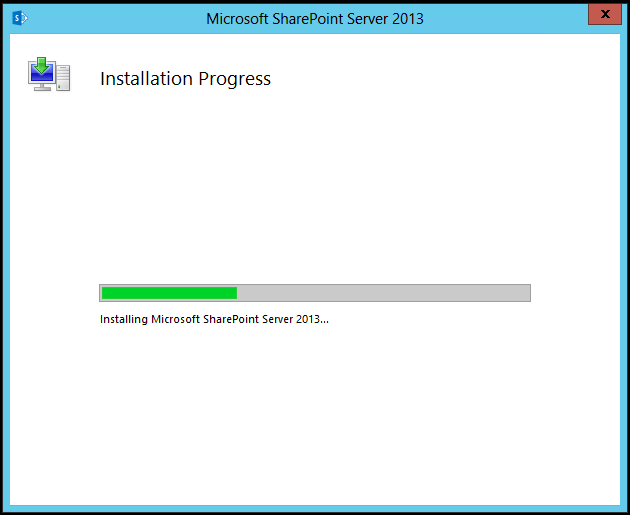 Microsoft SharePoint Server 2013
Installation Progress
Installing Microsoft SharePoint Server 2013...